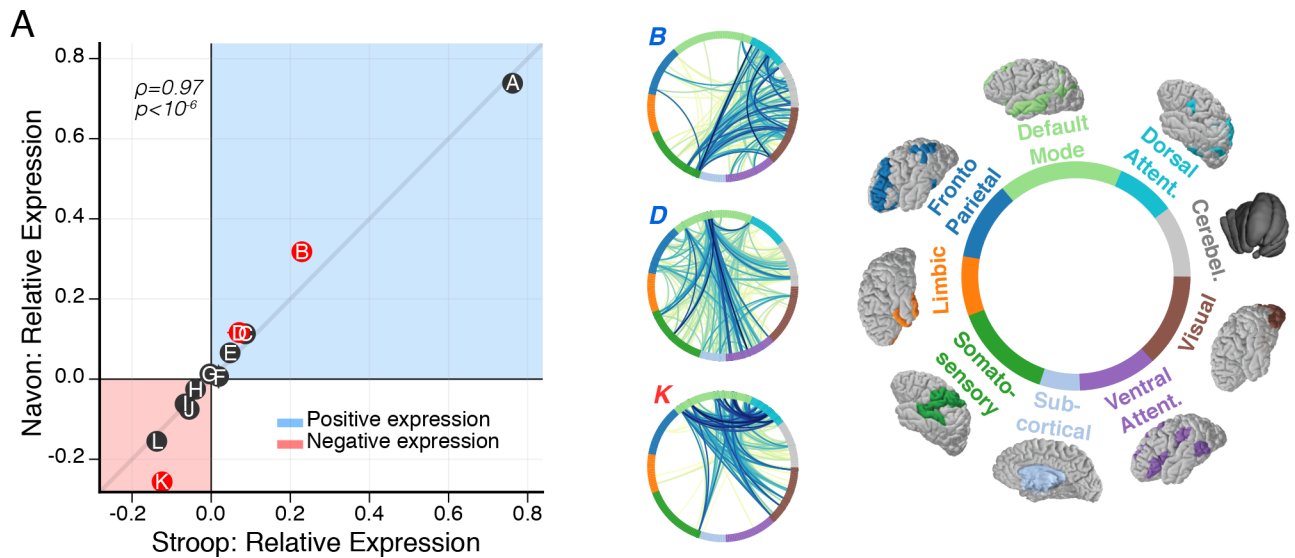 A
Navon: Relative Expression
0.8
0.6
0.4
0.2
0.0
-0.2
ρ=0.97
p<10-6
A
B
D
C
E
G
F
H
I
J
L
K
Positive expression
Negative expression
-0.2
0.0
0.2
0.4
0.6
0.8
Stroop: Relative Expression
B
D
K
Default
Mode
Dorsal
Attent.
Cerebel.
Visual
Ventral
Attent.
Sub-
cortical
Somato-
sensory
Limbic
Fronto
Parietal